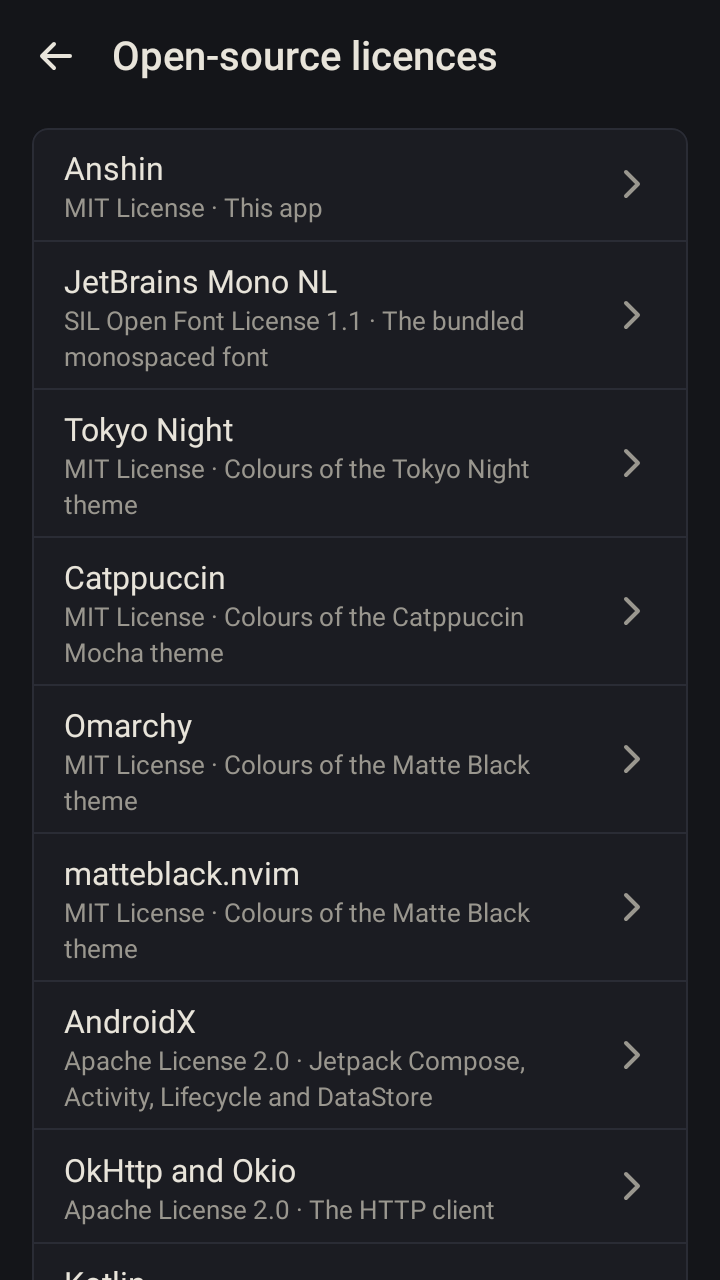 Open-source licences
Anshin
MIT License · This app
JetBrains Mono NL
SIL Open Font License 1.1 · The bundled
monospaced font
Tokyo Night
MIT License · Colours of the Tokyo Night
theme
Catppuccin
MIT License · Colours of the Catppuccin
Mocha theme
Omarchy
MIT License · Colours of the Matte Black
theme
matteblack.nvim
MIT License · Colours of the Matte Black
theme
AndroidX
Apache License 2.0 · Jetpack Compose,
Activity, Lifecycle and DataStore
OkHttp and Okio
Apache License 2.0 · The HTTP client
Kotlin